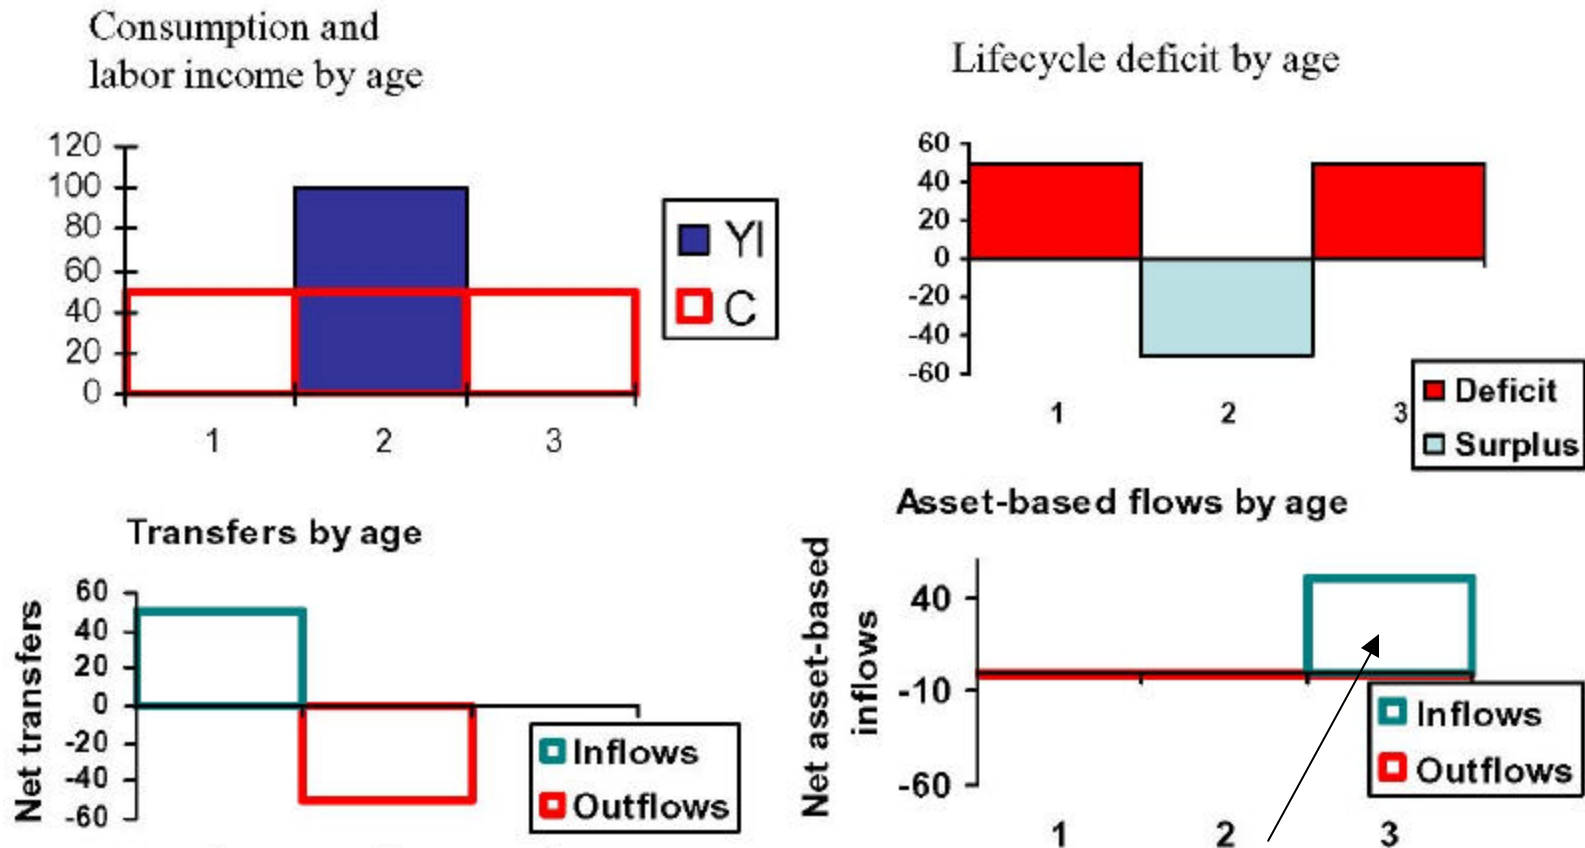 Consumption and
labor income by age
120
100
80
60
40
20
0
1 2 3
Yl
C
Lifecycle deficit by age
60
40
20
0
-20
-40
-60
1 2 3
Deficit
Surplus
Transfers by age
Net transfers
60
40
20
0
-20
-40
-60
Inflows
Outflows
Asset-based flows by age
Net asset-based
inflows
40
-10
-60
1 2 3
Inflows
Outflows